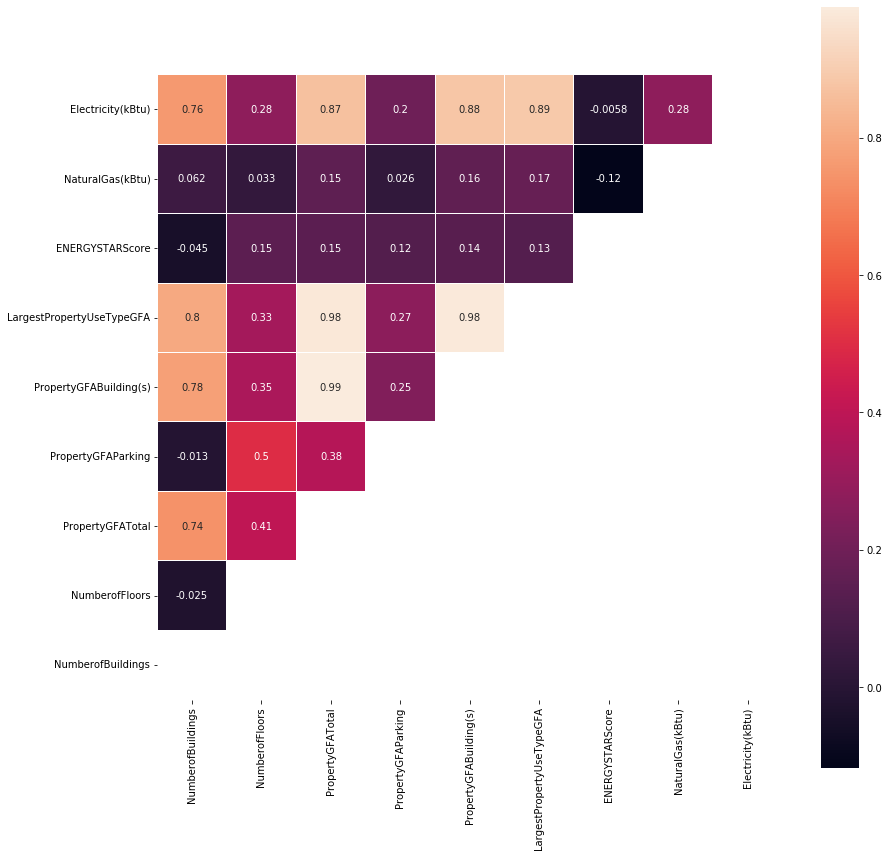 Electricity(kBtu) 0.76 0.28 0.87 0.2 0.88 0.89 -0.0058 0.28
0.8
NaturalGas(kBtu) 0.062 0.033 0.15 0.026 0.16 0.17 -0.12
ENERGYSTARScore -0.045 0.15 0.15 0.12 0.14 0.13
0.6
LargestPropertyUseTypeGFA 0.8 0.33 0.98 0.27 0.98
PropertyGFABuilding(s) 0.78 0.35 0.99 0.25
0.4
PropertyGFAParking -0.013 0.5 0.38
PropertyGFATotal 0.74 0.41
0.2
NumberofFloors -0.025
NumberofBuildings
0.0
NumberofBuildings
NumberofFloors
PropertyGFATotal
PropertyGFAParking
PropertyGFABuilding(s)
LargestPropertyUseTypeGFA
ENERGYSTARScore
NaturalGas(kBtu)
Electricity(kBtu)